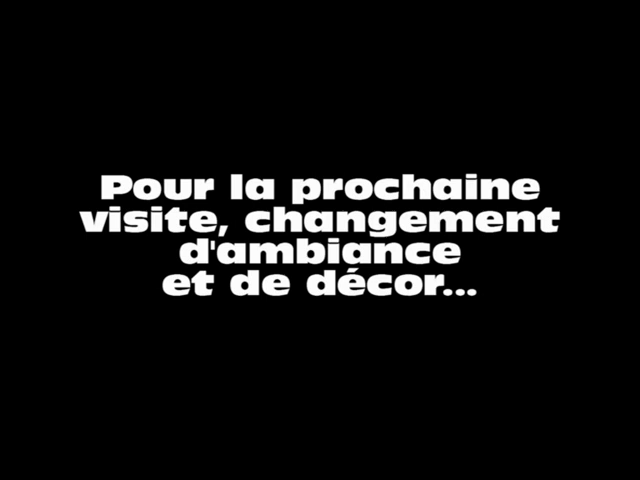 Pour la prochaine
visite, changement
d'ambiance
et de décor...